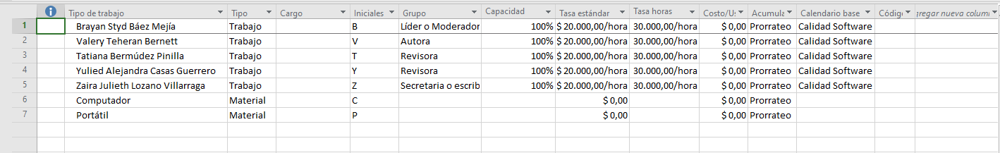 Tipo de trabajo Tipo Cargo Iniciales Grupo Capacidad Tasa estándar Tasa horas Costo/U: Acumula Calendario base Códig gregar nueva colum
1 Brayan Styd Báez Mejía Trabajo B Líder o Moderador 100% $ 20.000,00/hora 30.000,00/hora $ 0,00 Prorrateo Calidad Software
2 Valery Teheran Bernett Trabajo V Autora 100% $ 20.000,00/hora 30.000,00/hora $ 0,00 Prorrateo Calidad Software
3 Tatiana Bermúdez Pinilla Trabajo T Revisora 100% $ 20.000,00/hora 30.000,00/hora $ 0,00 Prorrateo Calidad Software
4 Yulied Alejandra Casas Guerrero Trabajo Y Revisora 100% $ 20.000,00/hora 30.000,00/hora $ 0,00 Prorrateo Calidad Software
5 Zaira Julieth Lozano Villarraga Trabajo Z Secretaria o escrib 100% $ 20.000,00/hora 30.000,00/hora $ 0,00 Prorrateo Calidad Software
6 Computador Material C $ 0,00 $ 0,00 Prorrateo
7 Portátil Material P $ 0,00 $ 0,00 Prorrateo